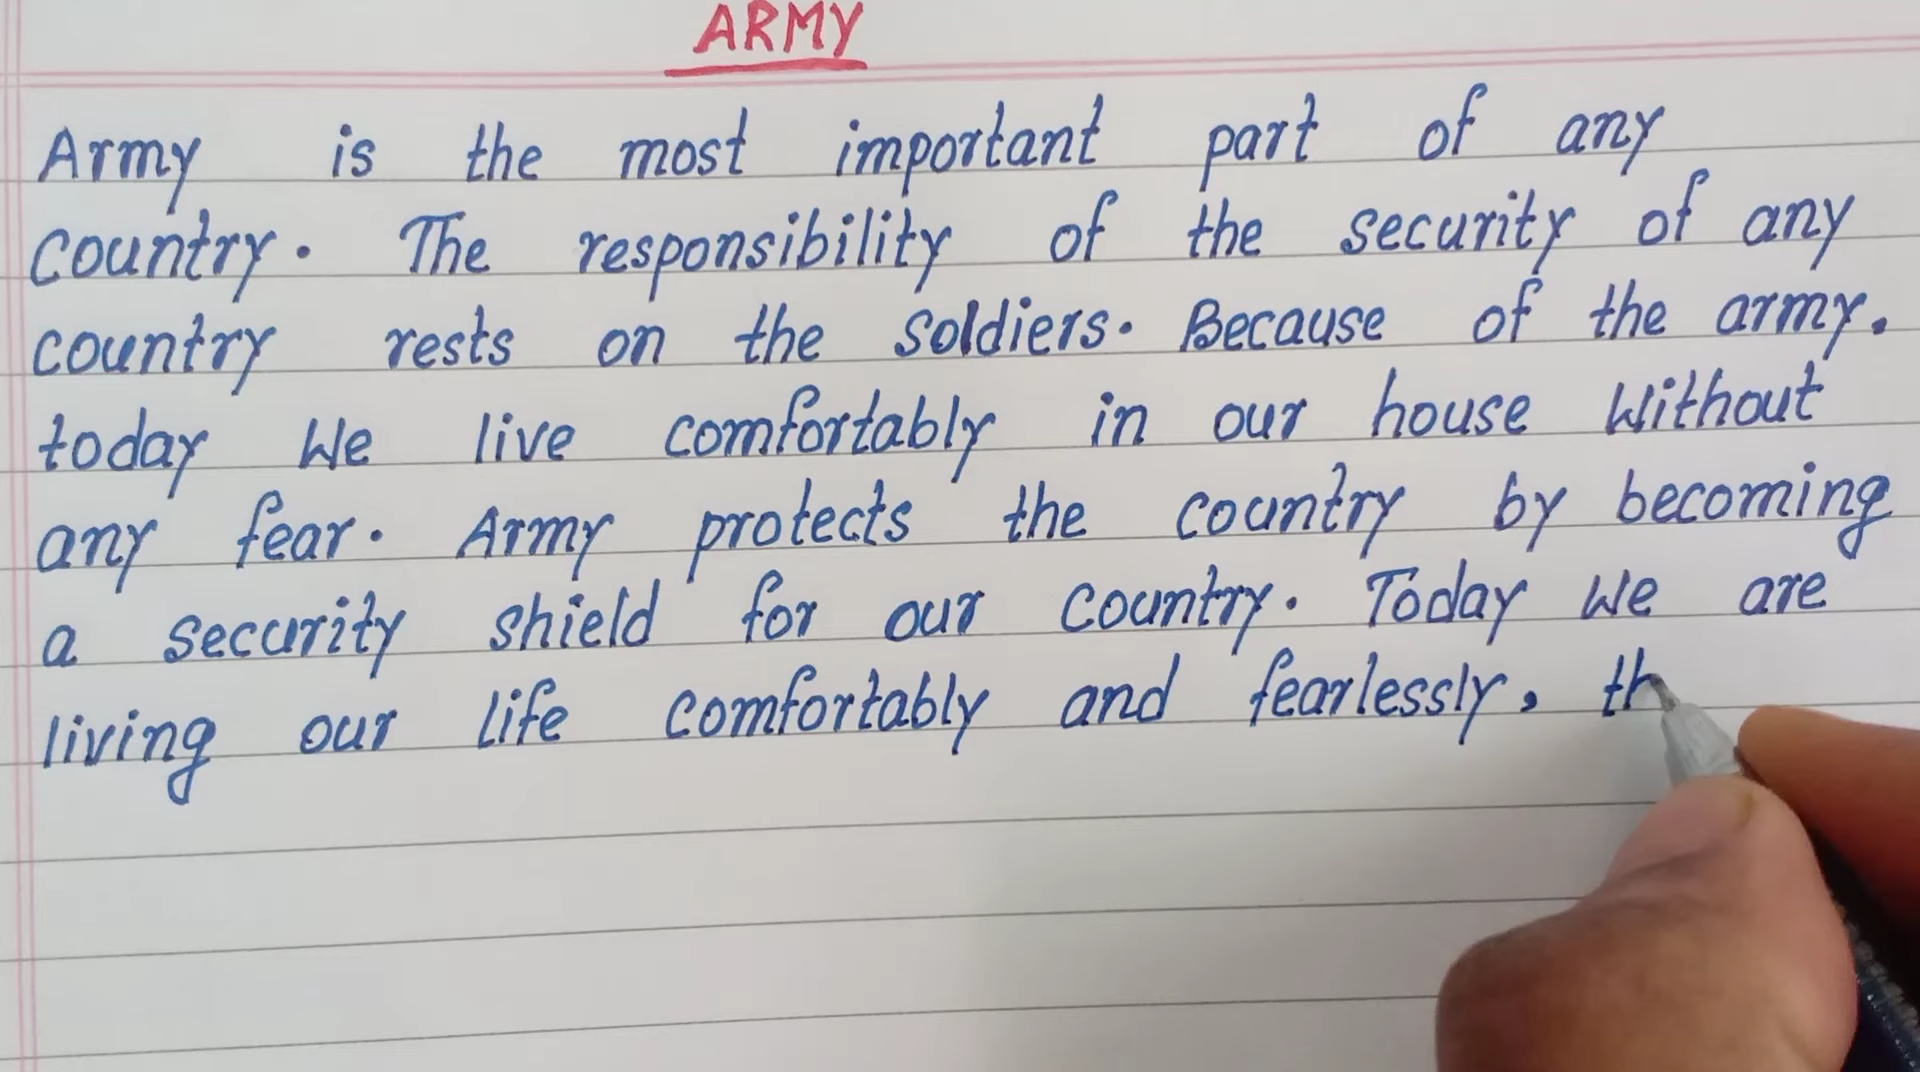 ARMY
Army is the most important part of any
country. The responsibility of the security of any
country rests on the soldiers. Because of the army.
today we live comfortably in our house without
any fear. Army protects the country by becoming
a security shield for our country. Today we are
living our life comfortably and fearlessly, th